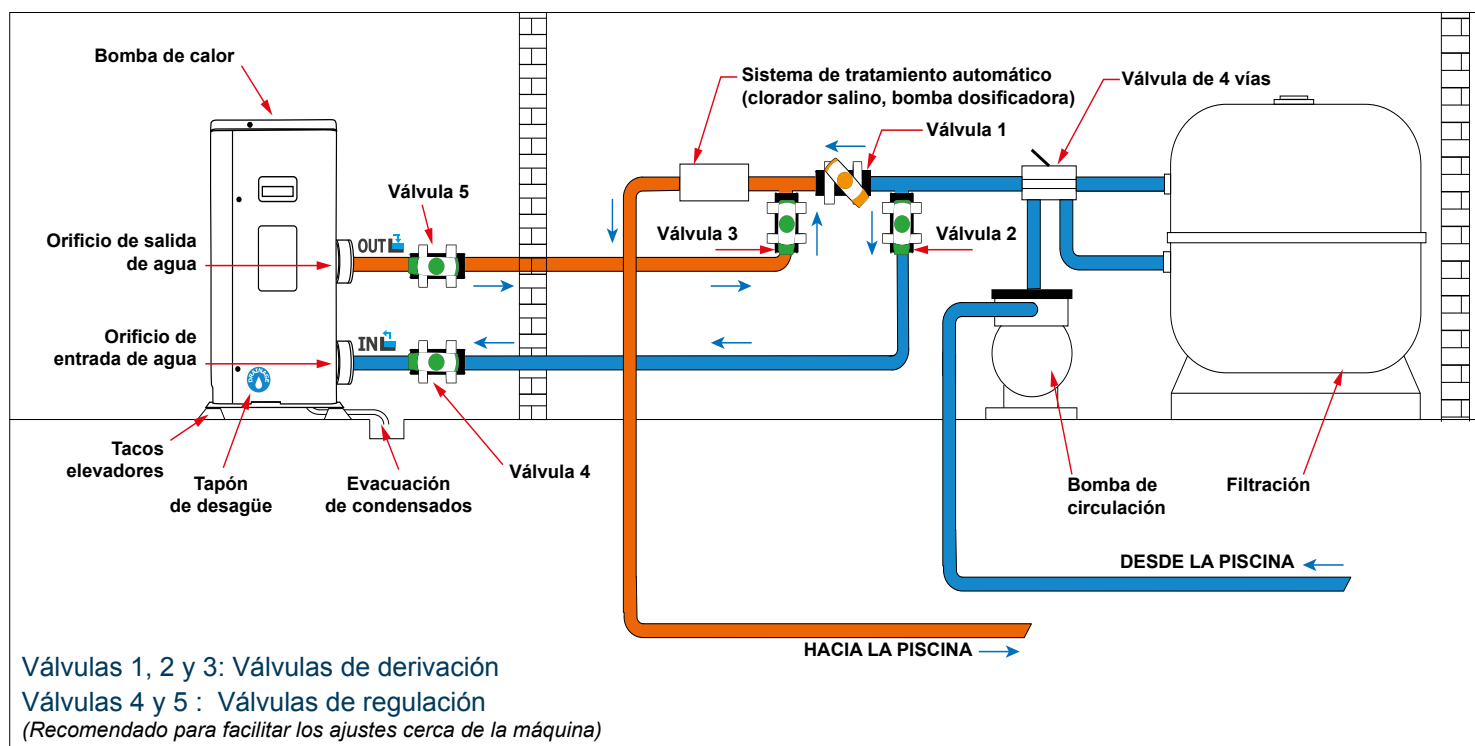 Bomba de calor
Sistema de tratamiento automático
(clorador salino, bomba dosificadora)
Válvula de 4 vías
Válvula 1
Válvula 5
Válvula 3
Válvula 2
Orificio de salida
de agua
OUT
Orificio de
entrada de agua
IN
DRAINAGE
Tacos
elevadores
Tapón
de desagüe
Evacuación
de condensados
Válvula 4
Bomba de
circulación
Filtración
DESDE LA PISCINA
HACIA LA PISCINA
Válvulas 1, 2 y 3: Válvulas de derivación
Válvulas 4 y 5 : Válvulas de regulación
(Recomendado para facilitar los ajustes cerca de la máquina)